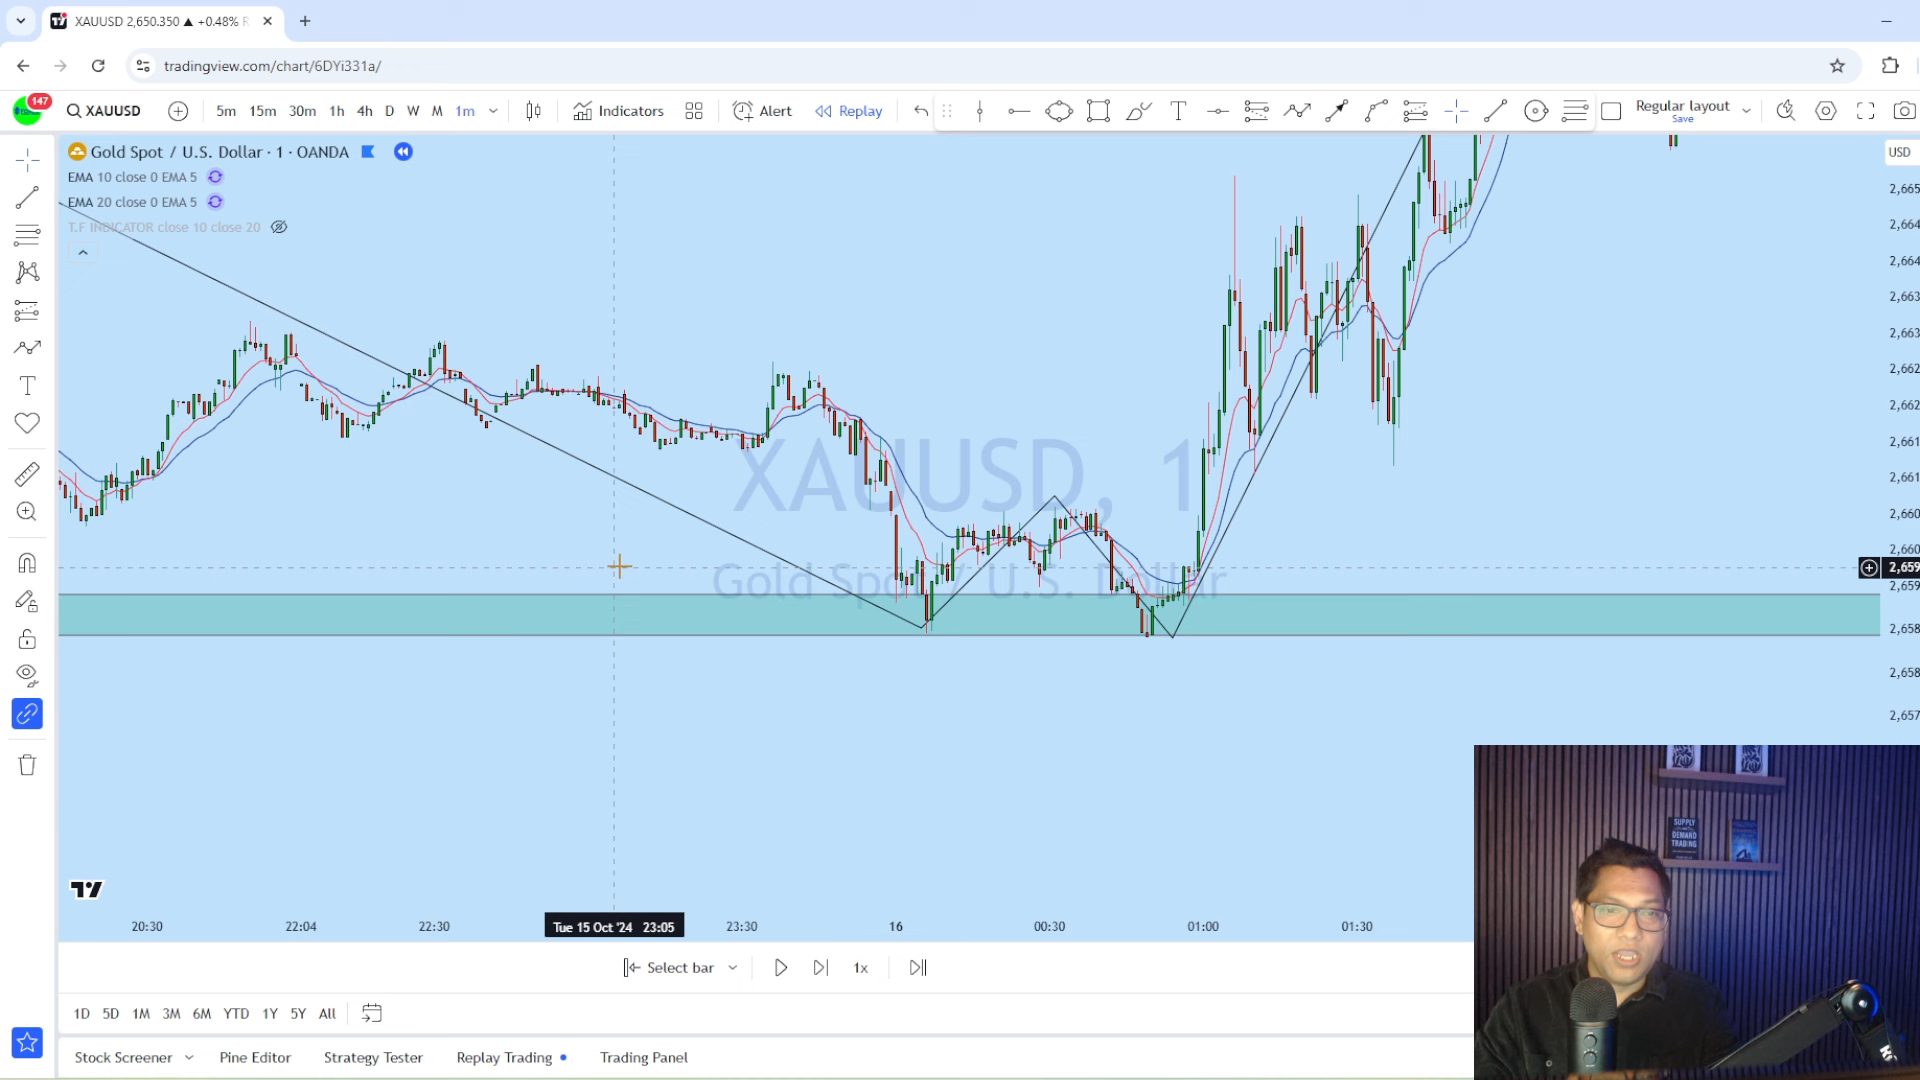 XAUUSD 2,650.350 ▲ +0.48% R
tradingview.com/chart/6DYi331a/
147
XAUUSD
5m 15m 30m 1h 4h D W M 1m
Indicators
Alert
Replay
Regular layout
Save
Gold Spot / U.S. Dollar · 1 · OANDA
EMA 10 close 0 EMA 5
EMA 20 close 0 EMA 5
T.F INDICATOR close 10 close 20
USD
2,665
2,664
2,664
2,663
2,663
2,662
2,662
2,661
2,661
2,660
2,660
2,659
2,659
2,658
2,658
2,657
XAUUSD, 1
Gold Spot / U.S. Dollar
20:30 22:04 22:30 Tue 15 Oct '24 23:05 23:30 16 00:30 01:00 01:30
Select bar
1x
1D 5D 1M 3M 6M YTD 1Y 5Y All
Stock Screener Pine Editor Strategy Tester Replay Trading Trading Panel
SUPPLY
AND
DEMAND
TRADING